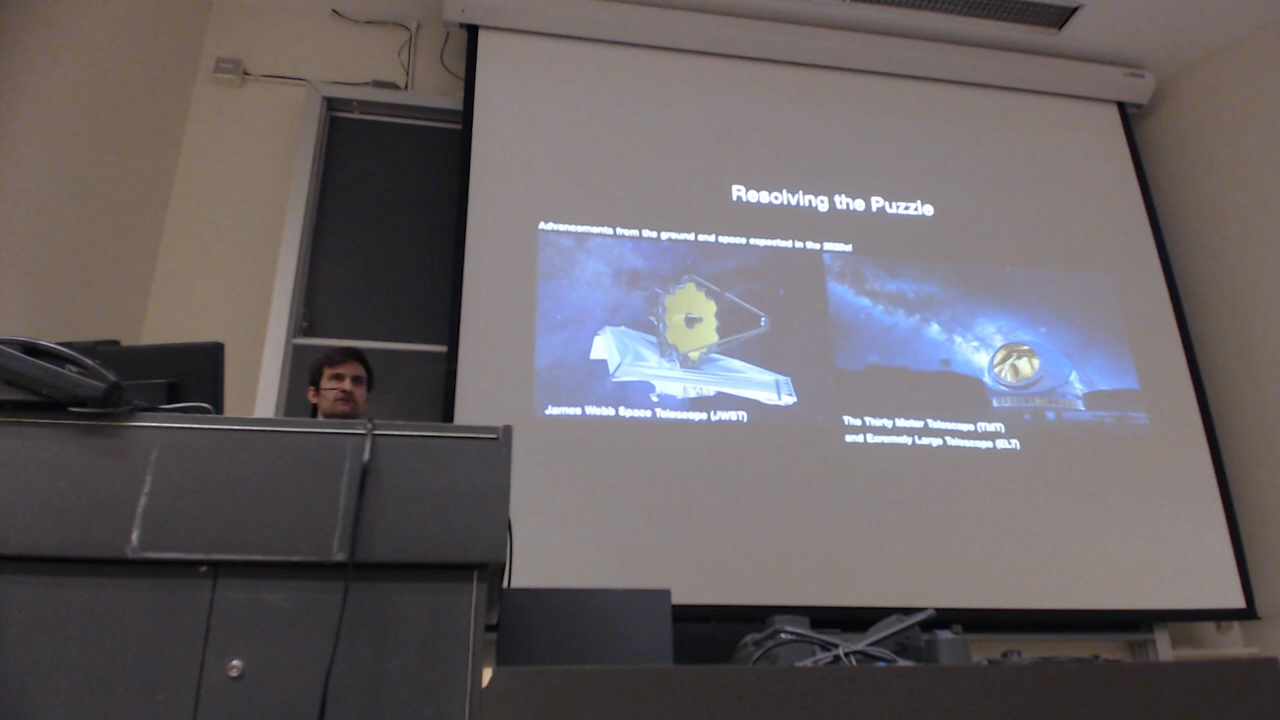 Resolving the Puzzle
Advancements from the ground and space expected in the 2020s!
James Webb Space Telescope (JWST)
The Thirty Meter Telescope (TMT)
and Exremely Large Telescope (ELT)